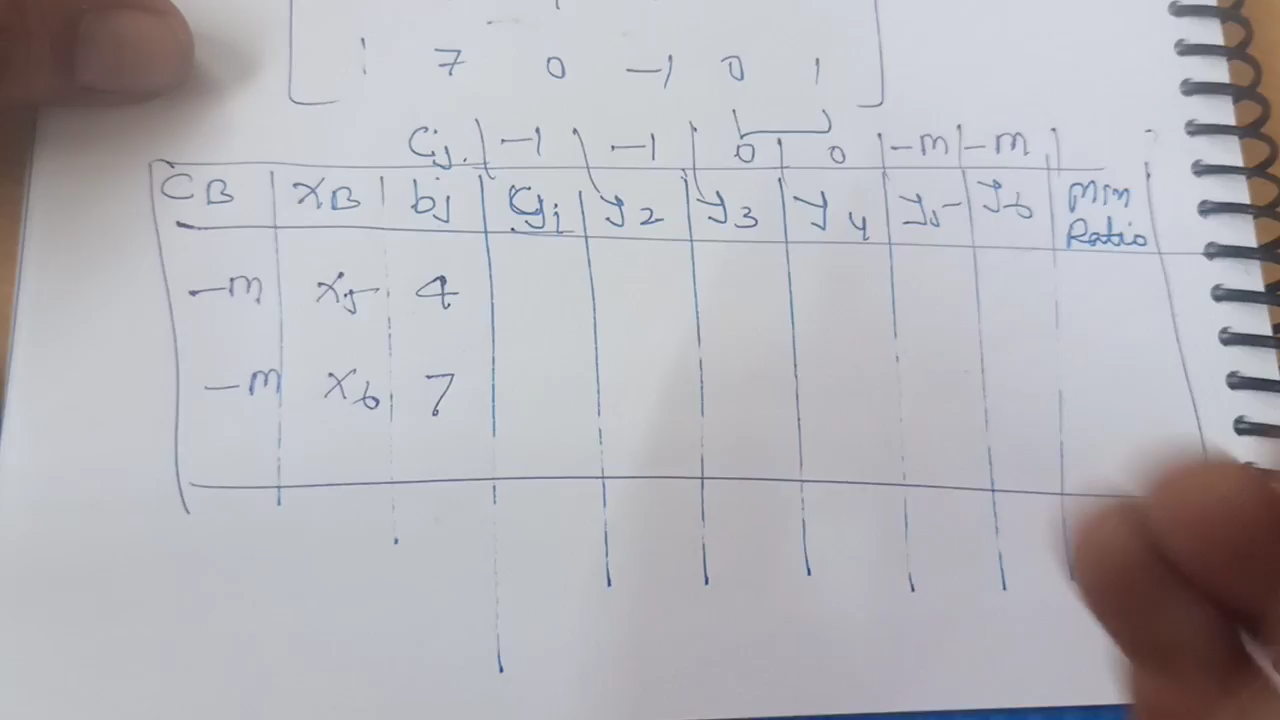 1 7 0 -1 0 1
Cj. -1 -1 0 0 -m -m
CB XB bj y1 y2 y3 y4 y5 y6 Min Ratio
-m x5 4
-m x6 7